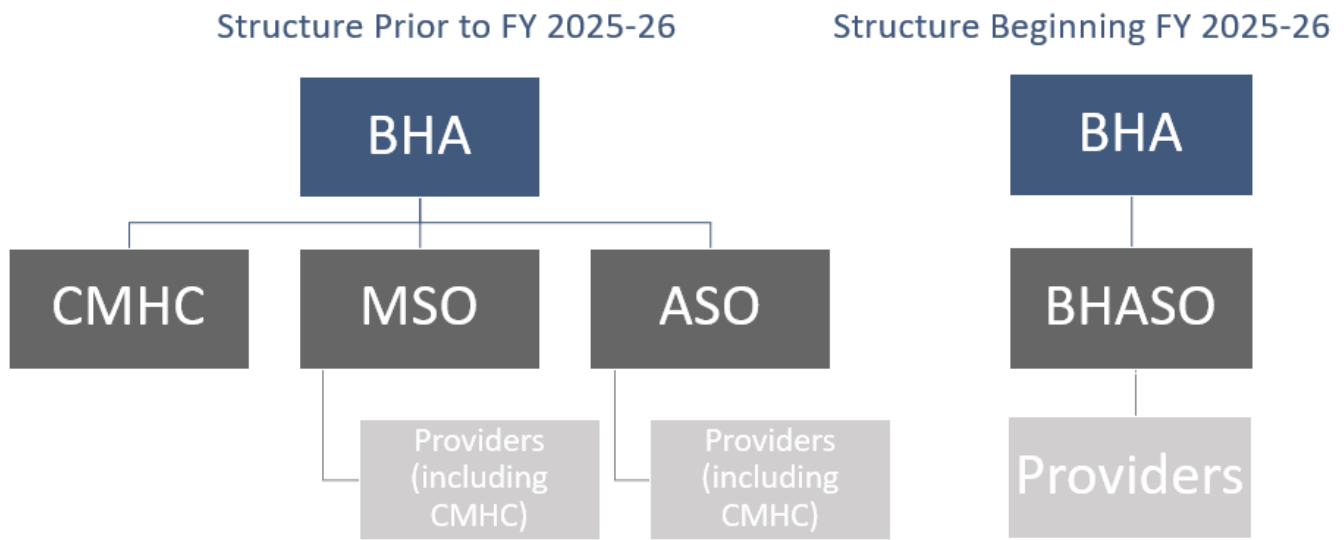 Structure Prior to FY 2025-26
BHA
CMHC
MSO
ASO
Providers
(including
CMHC)
Providers
(including
CMHC)
Structure Beginning FY 2025-26
BHA
BHASO
Providers